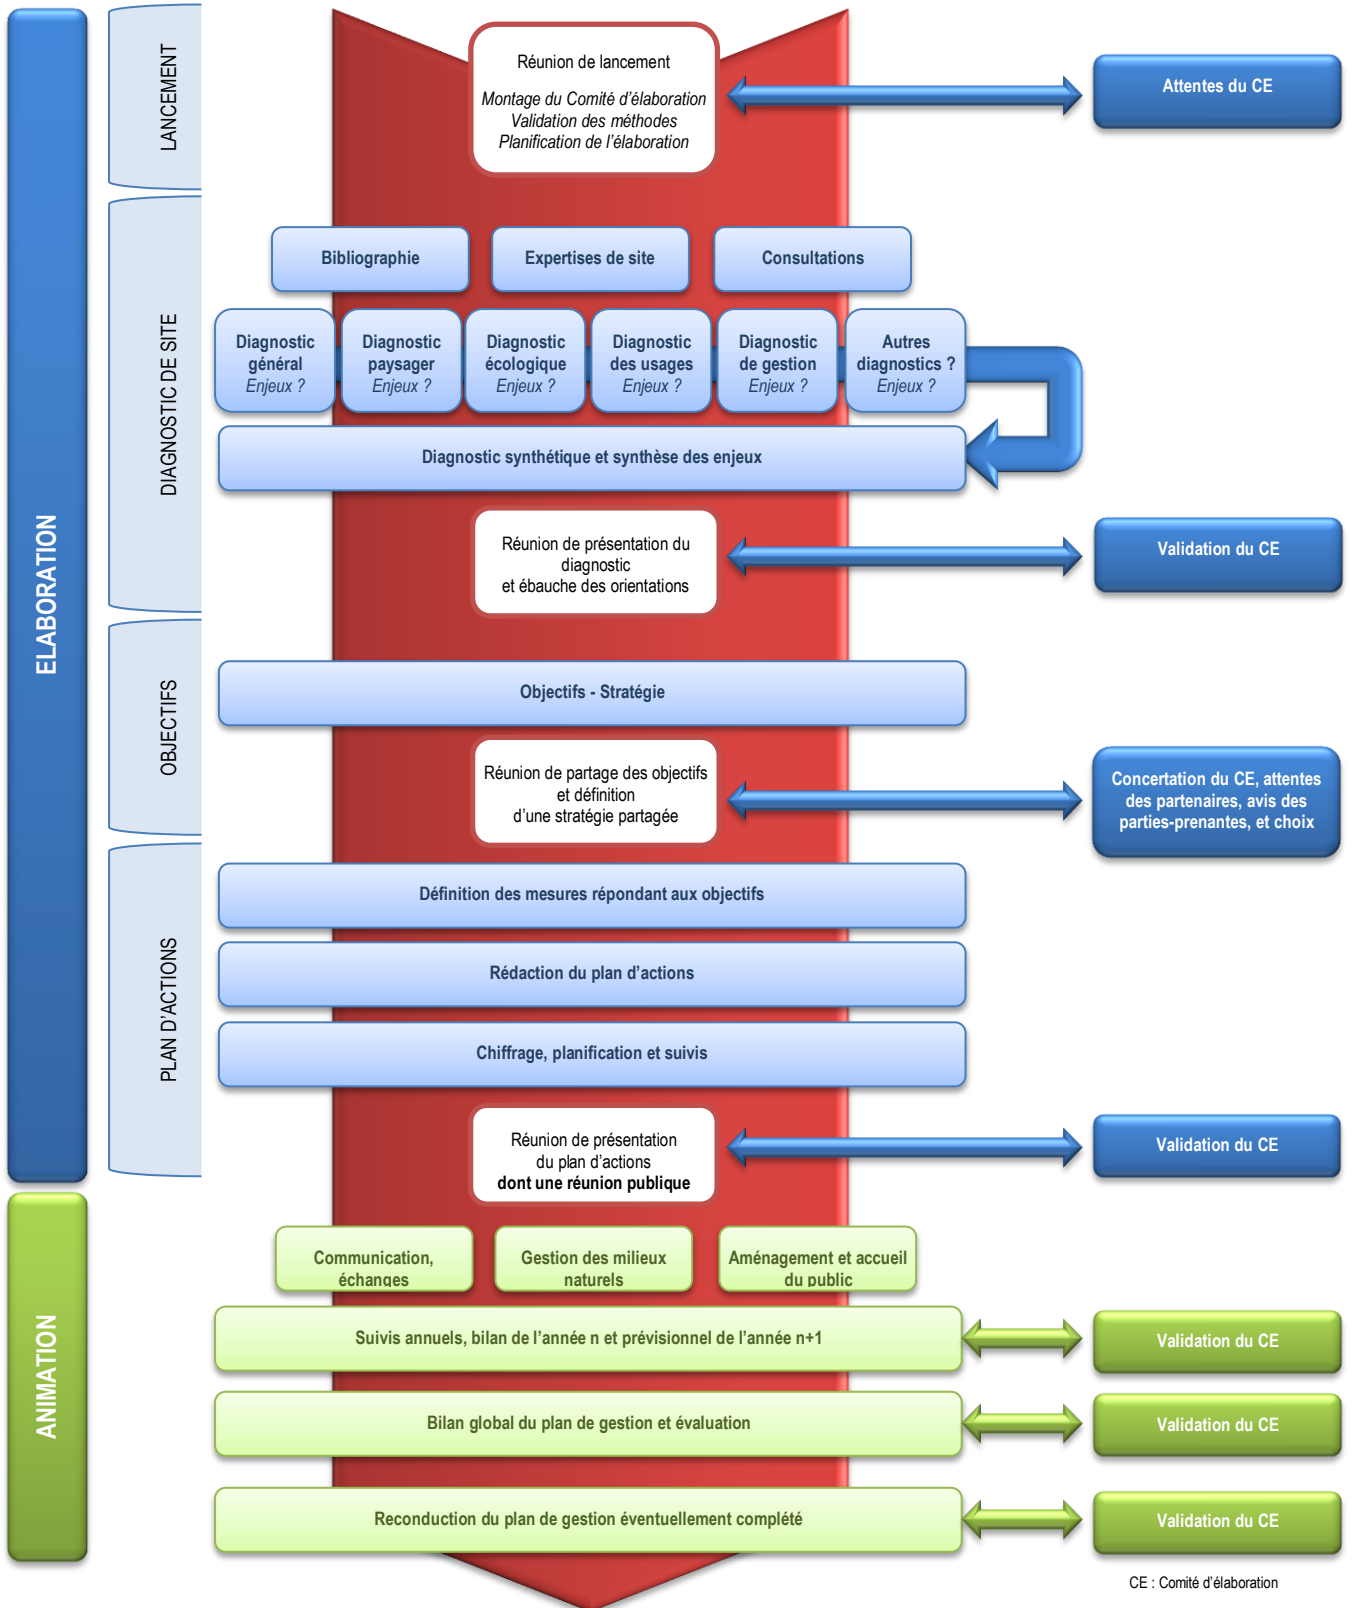 ELABORATION
LANCEMENT
Réunion de lancement
Montage du Comité d'élaboration
Validation des méthodes
Planification de l'élaboration
Attentes du CE
DIAGNOSTIC DE SITE
Bibliographie
Expertises de site
Consultations
Diagnostic
général
Enjeux ?
Diagnostic
paysager
Enjeux ?
Diagnostic
écologique
Enjeux ?
Diagnostic
des usages
Enjeux ?
Diagnostic
de gestion
Enjeux ?
Autres
diagnostics ?
Enjeux ?
Diagnostic synthétique et synthèse des enjeux
Réunion de présentation du
diagnostic
et ébauche des orientations
Validation du CE
OBJECTIFS
Objectifs - Stratégie
Réunion de partage des objectifs
et définition
d'une stratégie partagée
Concertation du CE, attentes
des partenaires, avis des
parties-prenantes, et choix
PLAN D'ACTIONS
Définition des mesures répondant aux objectifs
Rédaction du plan d'actions
Chiffrage, planification et suivis
Réunion de présentation
du plan d'actions
dont une réunion publique
Validation du CE
ANIMATION
Communication,
échanges
Gestion des milieux
naturels
Aménagement et accueil
du public
Suivis annuels, bilan de l'année n et prévisionnel de l'année n+1
Validation du CE
Bilan global du plan de gestion et évaluation
Validation du CE
Reconduction du plan de gestion éventuellement complété
Validation du CE
CE : Comité d'élaboration